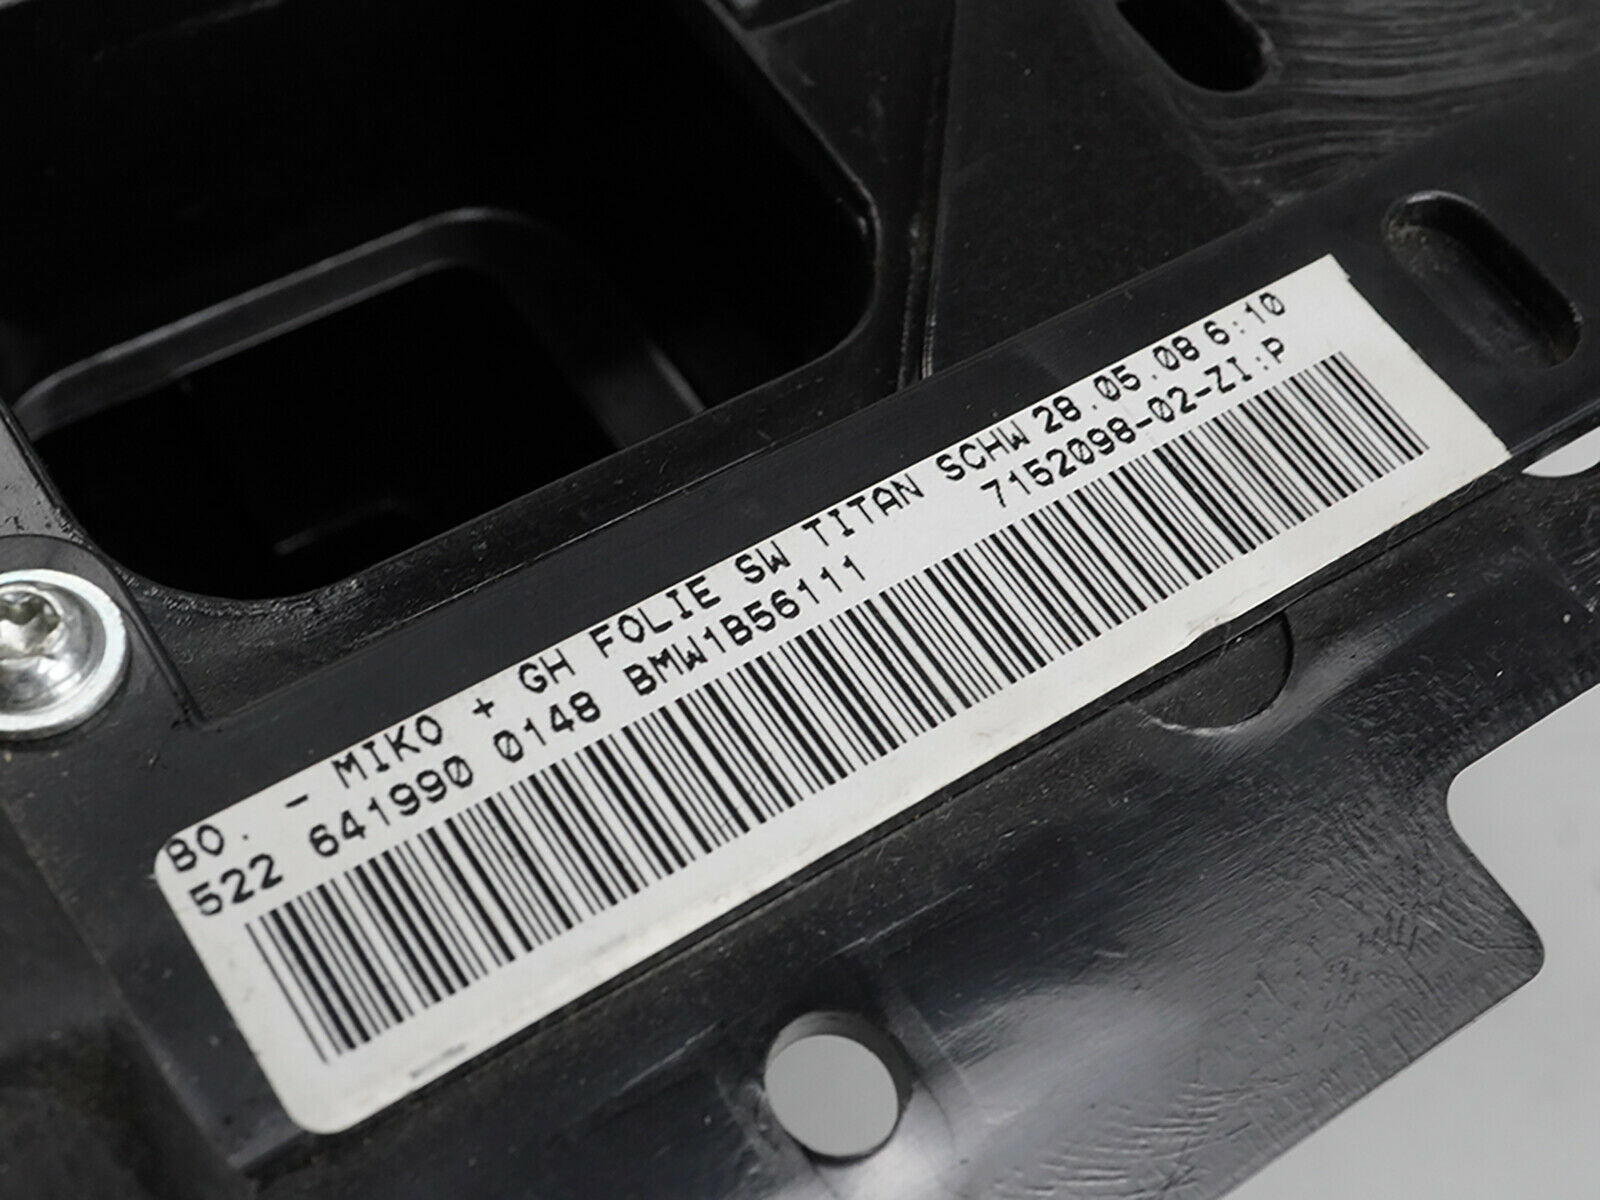 BO. - MIKO + GH FOLIE SW TITAN SCHW 28.05.08 6:10
522 641990 0148 BMW1B56111 7152098-02-ZI:P